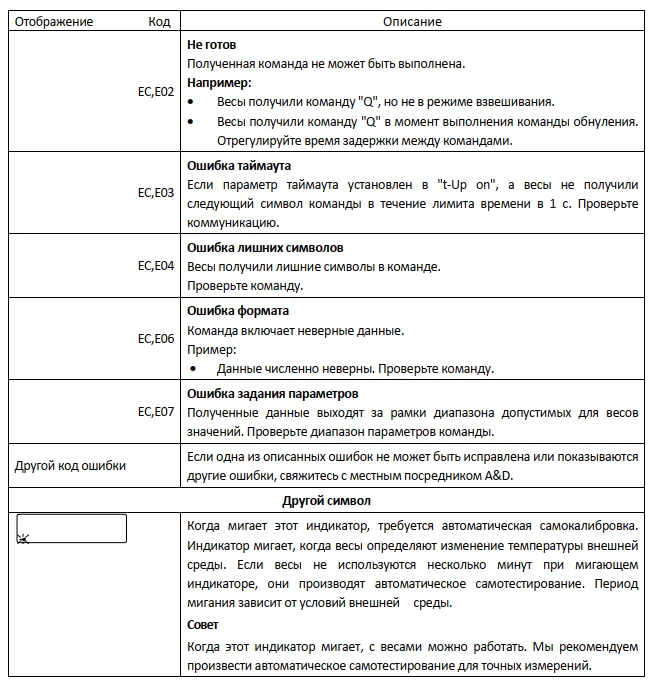 Отображение Код Описание
Не готов
Полученная команда не может быть выполнена.
Например:
EC,E02
• Весы получили команду "Q", но не в режиме взвешивания.
• Весы получили команду "Q" в момент выполнения команды обнуления.
Отрегулируйте время задержки между командами.
Ошибка таймаута
EC,E03
Если параметр таймаута установлен в "t-Up on", а весы не получили
следующий символ команды в течение лимита времени в 1 с. Проверьте
коммуникацию.
Ошибка лишних символов
EC,E04
Весы получили лишние символы в команде.
Проверьте команду.
Ошибка формата
EC,E06
Команда включает неверные данные.
Пример:
• Данные численно неверны. Проверьте команду.
Ошибка задания параметров
EC,E07
Полученные данные выходят за рамки диапазона допустимых для весов
значений. Проверьте диапазон параметров команды.
Другой код ошибки
Если одна из описанных ошибок не может быть исправлена или показываются
другие ошибки, свяжитесь с местным посредником A&D.
Другой символ
Когда мигает этот индикатор, требуется автоматическая самокалибровка.
Индикатор мигает, когда весы определяют изменение температуры внешней
среды. Если весы не используются несколько минут при мигающем
индикаторе, они производят автоматическое самотестирование. Период
мигания зависит от условий внешней среды.
Совет
Когда этот индикатор мигает, с весами можно работать. Мы рекомендуем
произвести автоматическое самотестирование для точных измерений.